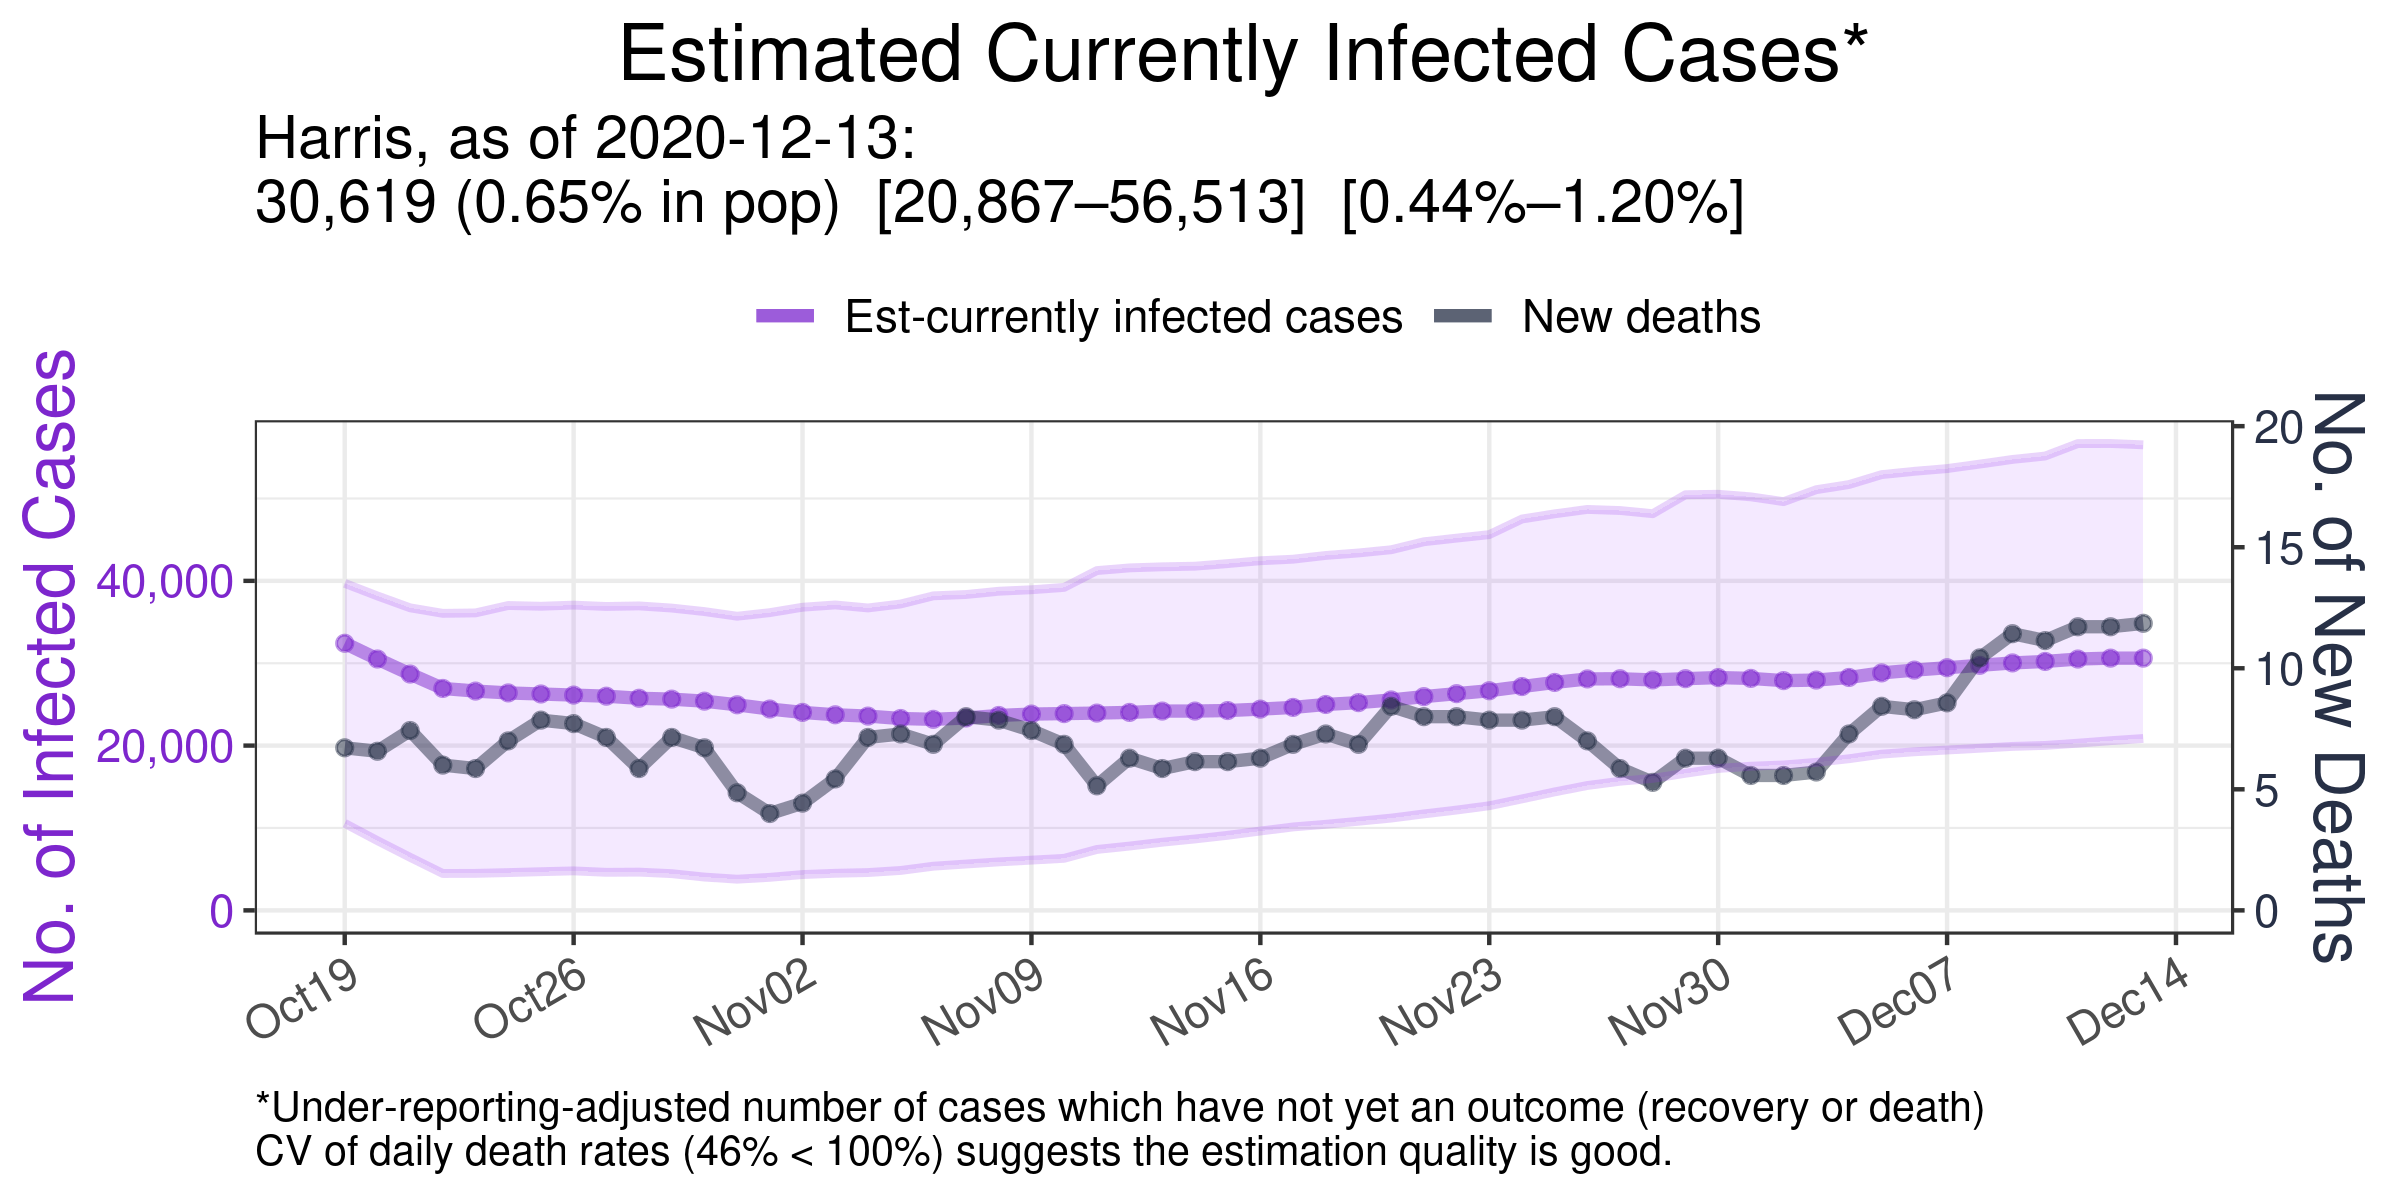 Estimated Currently Infected Cases*
Harris, as of 2020-12-13:
30,619 (0.65% in pop)  [20,867–56,513]  [0.44%–1.20%]
Est-currently infected cases
New deaths
No. of Infected Cases
40,000
20,000
0
20
15
10
5
0
No. of New Deaths
Oct19
Oct26
Nov02
Nov09
Nov16
Nov23
Nov30
Dec07
Dec14
*Under-reporting-adjusted number of cases which have not yet an outcome (recovery or death)
CV of daily death rates (46% < 100%) suggests the estimation quality is good.